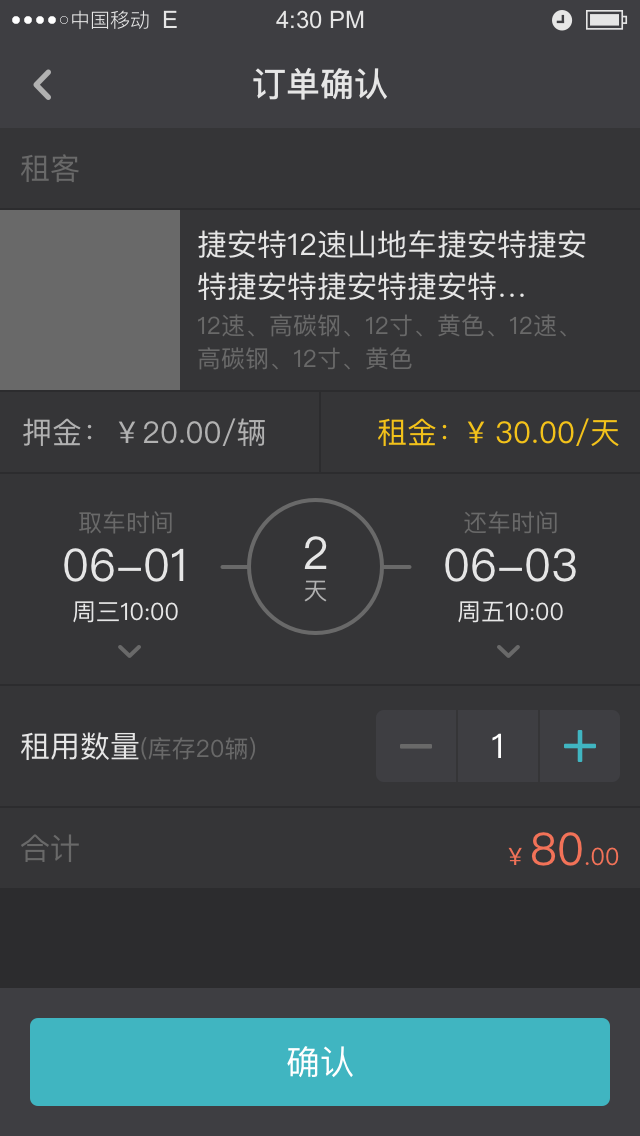 中国移动 E 4:30 PM
订单确认
租客
捷安特12速山地车捷安特捷安
特捷安特捷安特捷安特...
12速、高碳钢、12寸、黄色、12速、
高碳钢、12寸、黄色
押金：￥20.00/辆 租金：￥ 30.00/天
取车时间 还车时间
06–01 2 06–03
周三10:00 天 周五10:00
租用数量(库存20辆) 1
合计 ￥80.00
确认